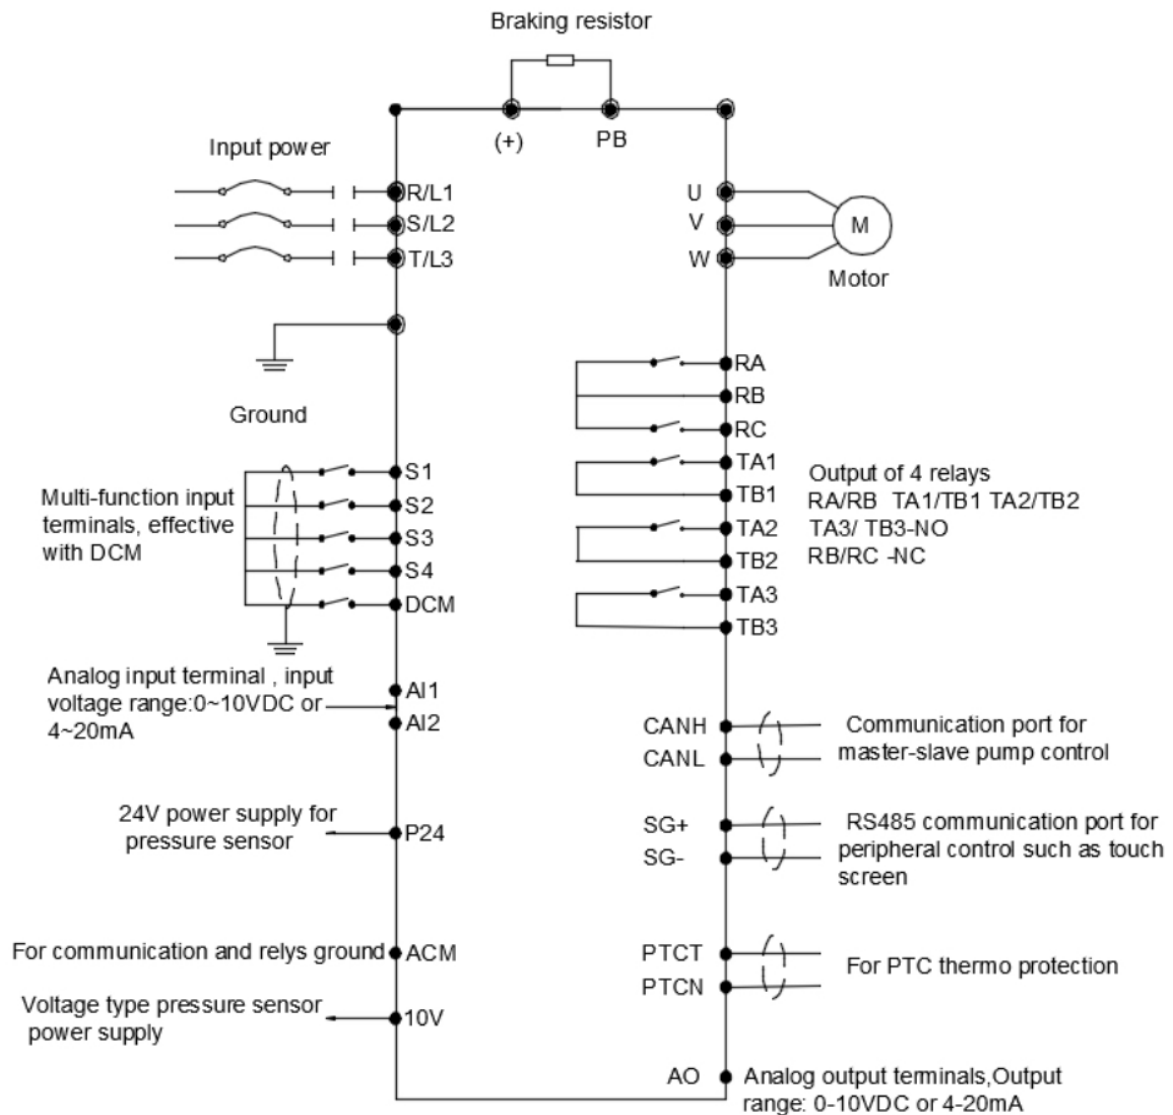 Braking resistor
(+)
PB
Input power
R/L1
S/L2
T/L3
U
V
W
M
Motor
Ground
RA
RB
RC
TA1
TB1
TA2
TB2
TA3
TB3
Output of 4 relays
RA/RB TA1/TB1 TA2/TB2
TA3/ TB3-NO
RB/RC -NC
Multi-function input
terminals, effective
with DCM
S1
S2
S3
S4
DCM
Analog input terminal , input
voltage range:0~10VDC or
4~20mA
AI1
AI2
CANH
CANL
Communication port for
master-slave pump control
24V power supply for
pressure sensor
P24
SG+
SG-
RS485 communication port for
peripheral control such as touch
screen
For communication and relys ground
ACM
PTCT
PTCN
For PTC thermo protection
Voltage type pressure sensor
power supply
10V
AO
Analog output terminals,Output
range: 0-10VDC or 4-20mA